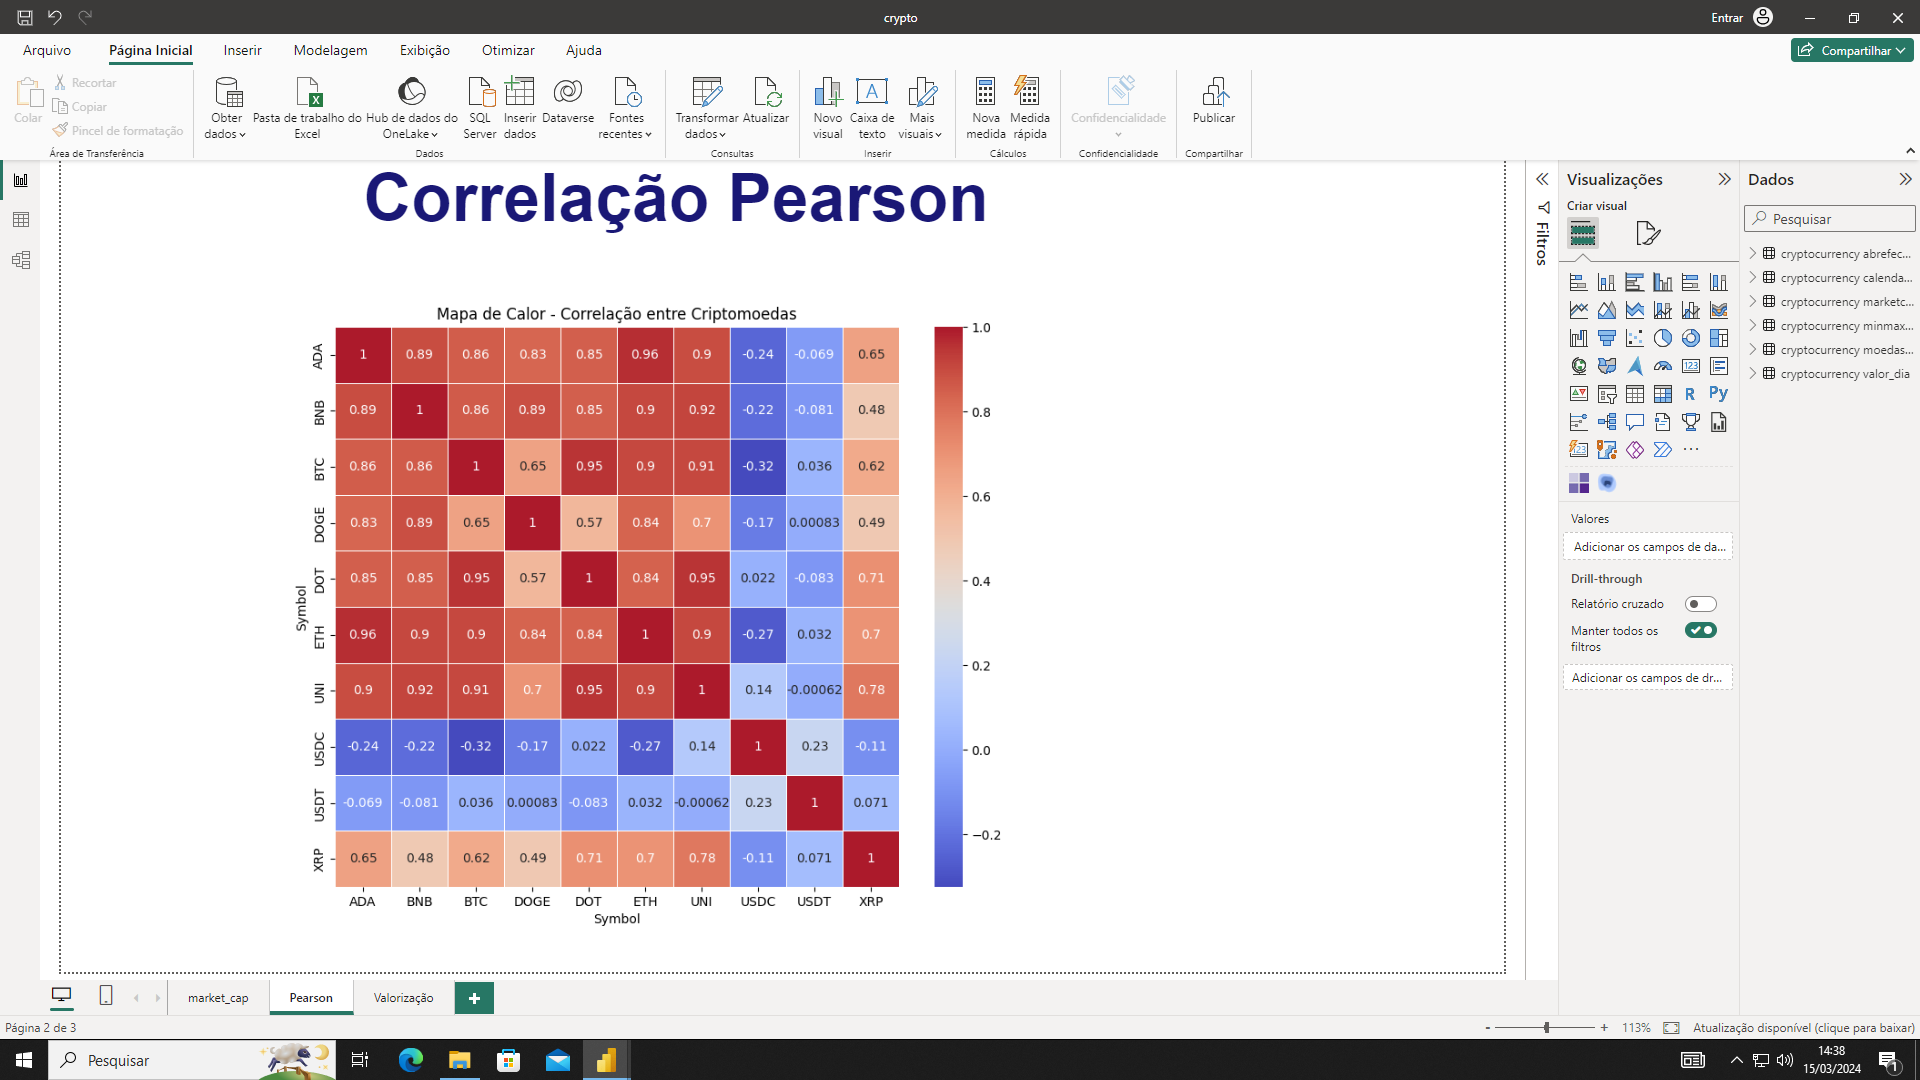 crypto
Entrar
Arquivo
Página Inicial
Inserir
Modelagem
Exibição
Otimizar
Ajuda
Compartilhar
Colar
Recortar
Copiar
Pincel de formatação
Área de Transferência
Obter dados
Pasta de trabalho do Excel
Hub de dados do OneLake
SQL Server
Inserir dados
Dataverse
Fontes recentes
Dados
Transformar dados
Atualizar
Consultas
Novo visual
Caixa de texto
Mais visuais
Inserir
Nova medida
Medida rápida
Cálculos
Confidencialidade
Confidencialidade
Publicar
Compartilhar
Correlação Pearson
Mapa de Calor - Correlação entre Criptomoedas
Symbol
ADA 1 0.89 0.86 0.83 0.85 0.96 0.9 -0.24 -0.069 0.65
BNB 0.89 1 0.86 0.89 0.85 0.9 0.92 -0.22 -0.081 0.48
BTC 0.86 0.86 1 0.65 0.95 0.9 0.91 -0.32 0.036 0.62
DOGE 0.83 0.89 0.65 1 0.57 0.84 0.7 -0.17 0.00083 0.49
DOT 0.85 0.85 0.95 0.57 1 0.84 0.95 0.022 -0.083 0.71
ETH 0.96 0.9 0.9 0.84 0.84 1 0.9 -0.27 0.032 0.7
UNI 0.9 0.92 0.91 0.7 0.95 0.9 1 0.14 -0.00062 0.78
USDC -0.24 -0.22 -0.32 -0.17 0.022 -0.27 0.14 1 0.23 -0.11
USDT -0.069 -0.081 0.036 0.00083 -0.083 0.032 -0.00062 0.23 1 0.071
XRP 0.65 0.48 0.62 0.49 0.71 0.7 0.78 -0.11 0.071 1
ADA BNB BTC DOGE DOT ETH UNI USDC USDT XRP
Symbol
1.0
0.8
0.6
0.4
0.2
0.0
−0.2
Filtros
Visualizações
Criar visual
R
Py
123
123
...
Valores
Adicionar os campos de da...
Drill-through
Relatório cruzado
Manter todos os
filtros
Adicionar os campos de dr...
Dados
Pesquisar
cryptocurrency abrefec...
cryptocurrency calenda...
cryptocurrency marketc...
cryptocurrency minmax...
cryptocurrency moedas...
cryptocurrency valor_dia
market_cap
Pearson
Valorização
+
Página 2 de 3
- + 113%
Atualização disponível (clique para baixar)
Pesquisar
14:38
15/03/2024
1